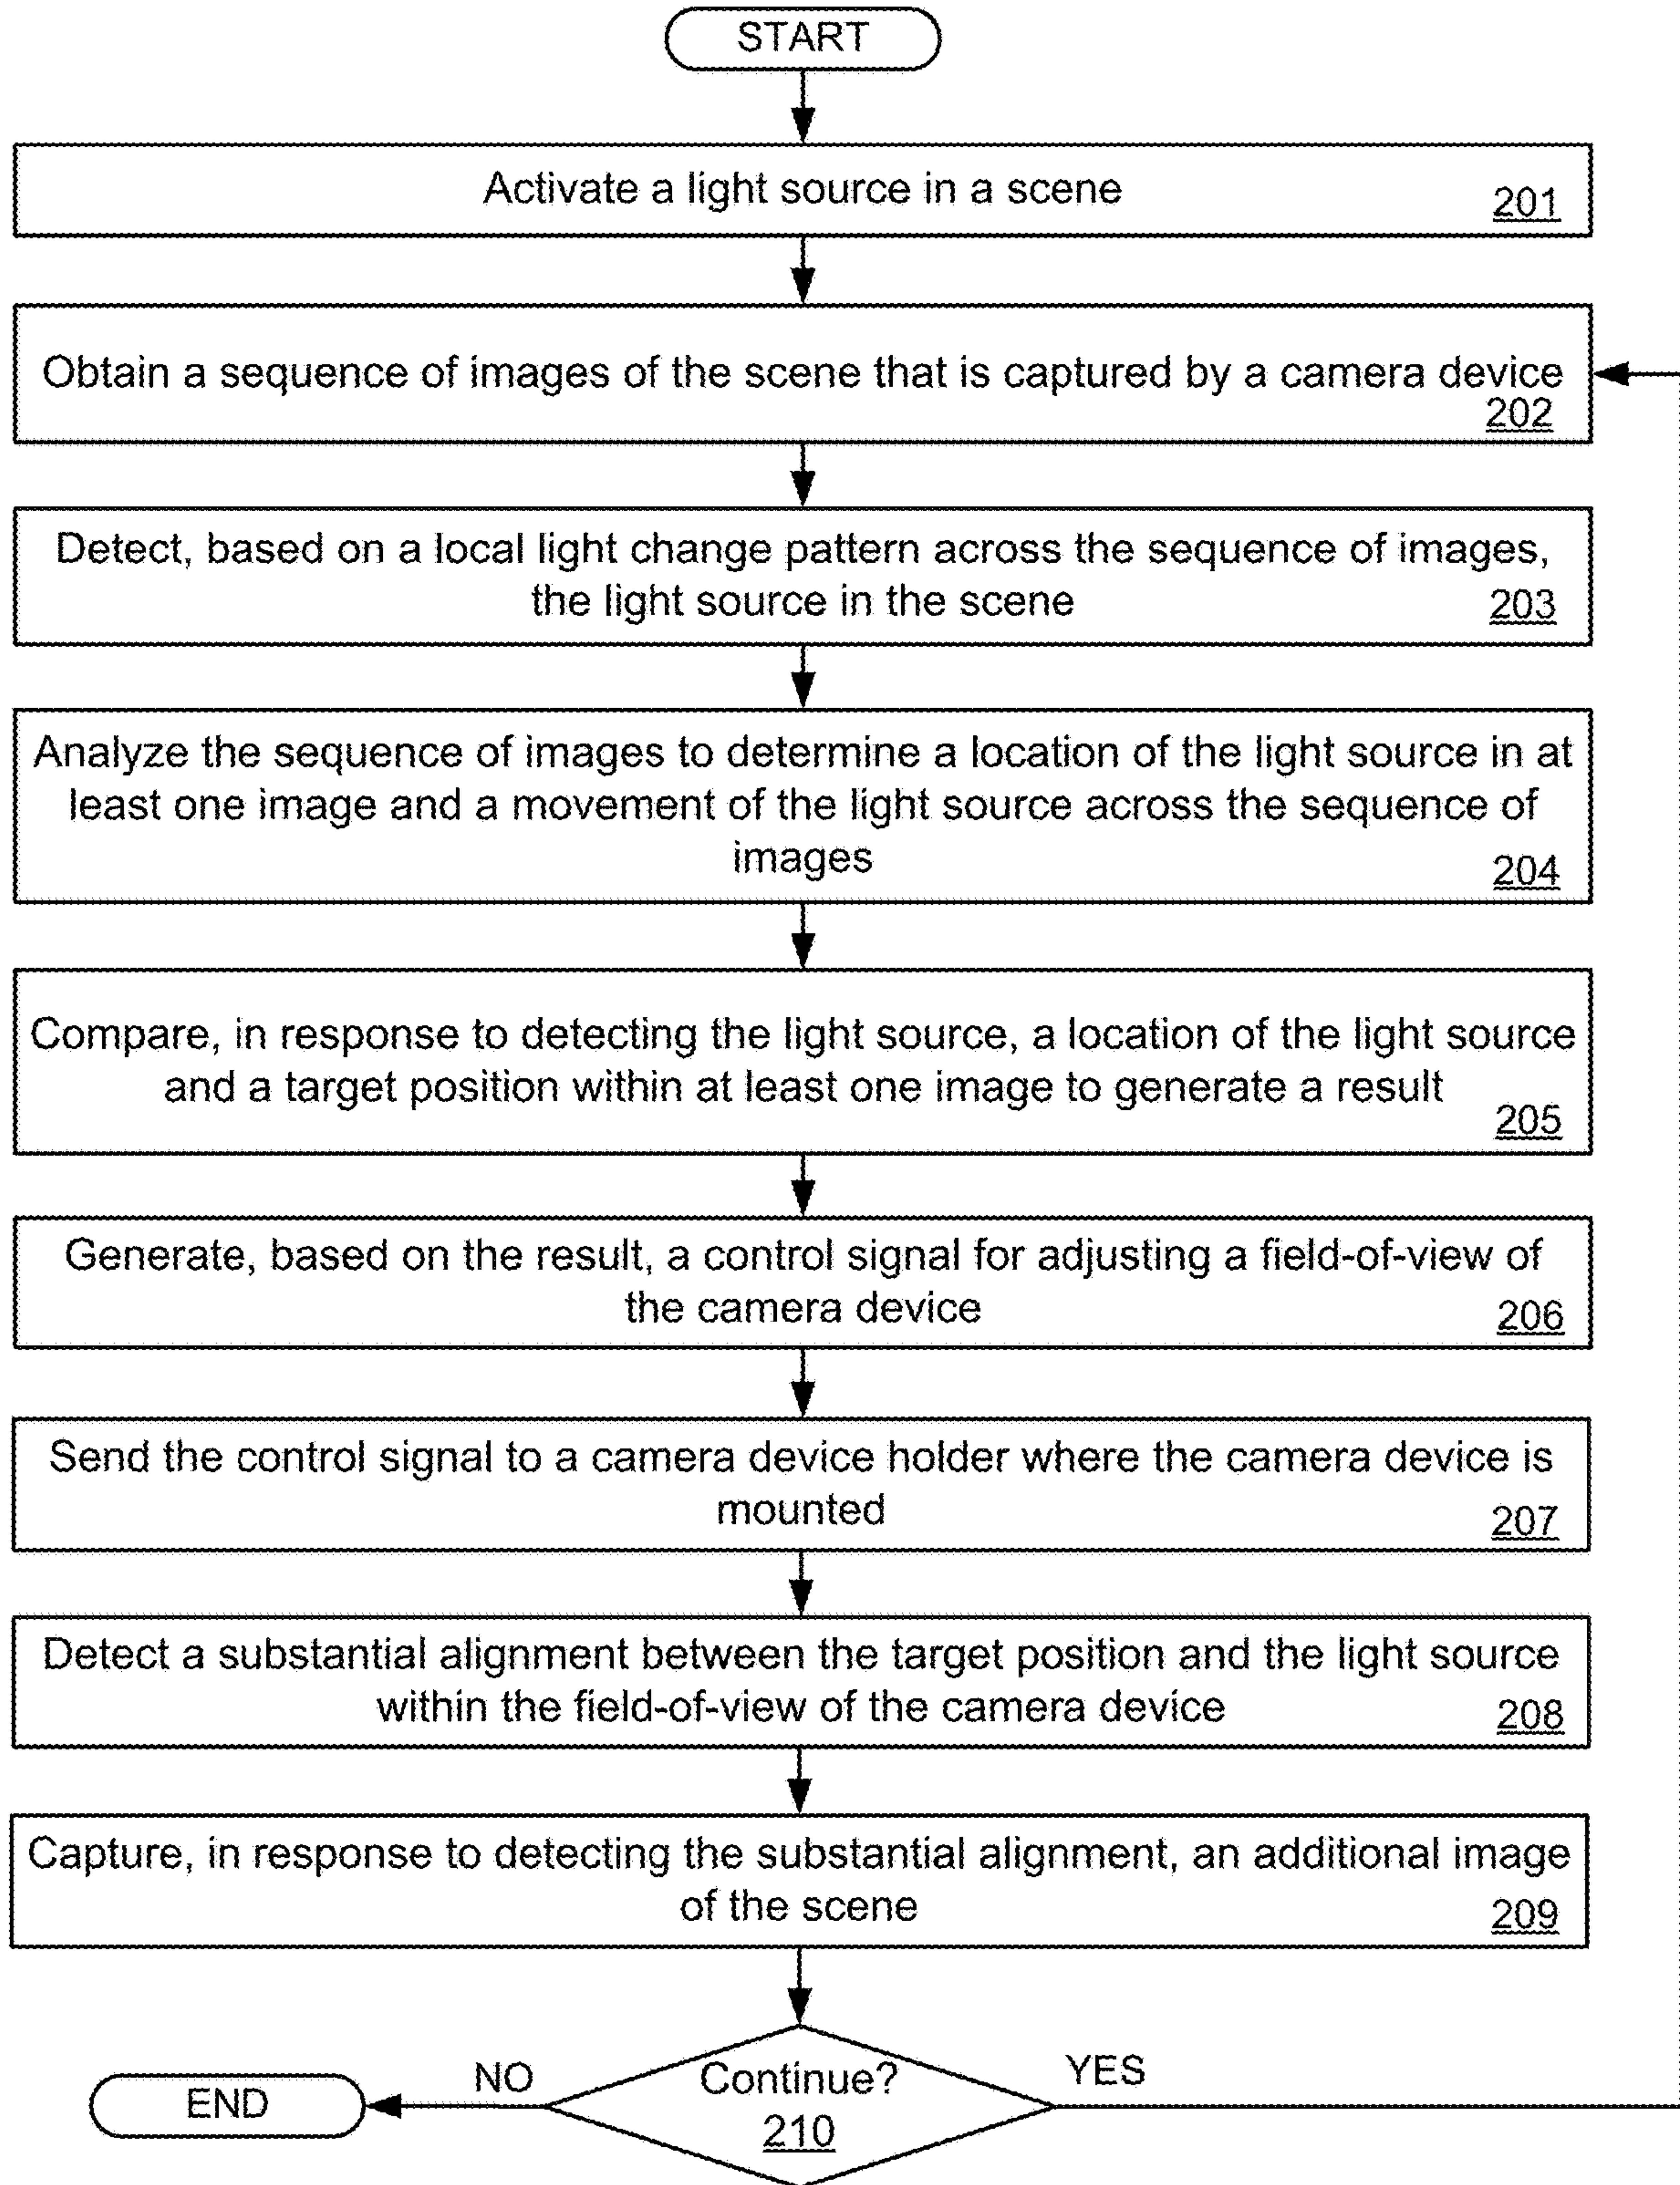 START
Activate a light source in a scene
201
Obtain a sequence of images of the scene that is captured by a camera device
202
Detect, based on a local light change pattern across the sequence of images,
the light source in the scene
203
Analyze the sequence of images to determine a location of the light source in at
least one image and a movement of the light source across the sequence of
images
204
Compare, in response to detecting the light source, a location of the light source
and a target position within at least one image to generate a result
205
Generate, based on the result, a control signal for adjusting a field-of-view of
the camera device
206
Send the control signal to a camera device holder where the camera device is
mounted
207
Detect a substantial alignment between the target position and the light source
within the field-of-view of the camera device
208
Capture, in response to detecting the substantial alignment, an additional image
of the scene
209
Continue?
210
YES
NO
END